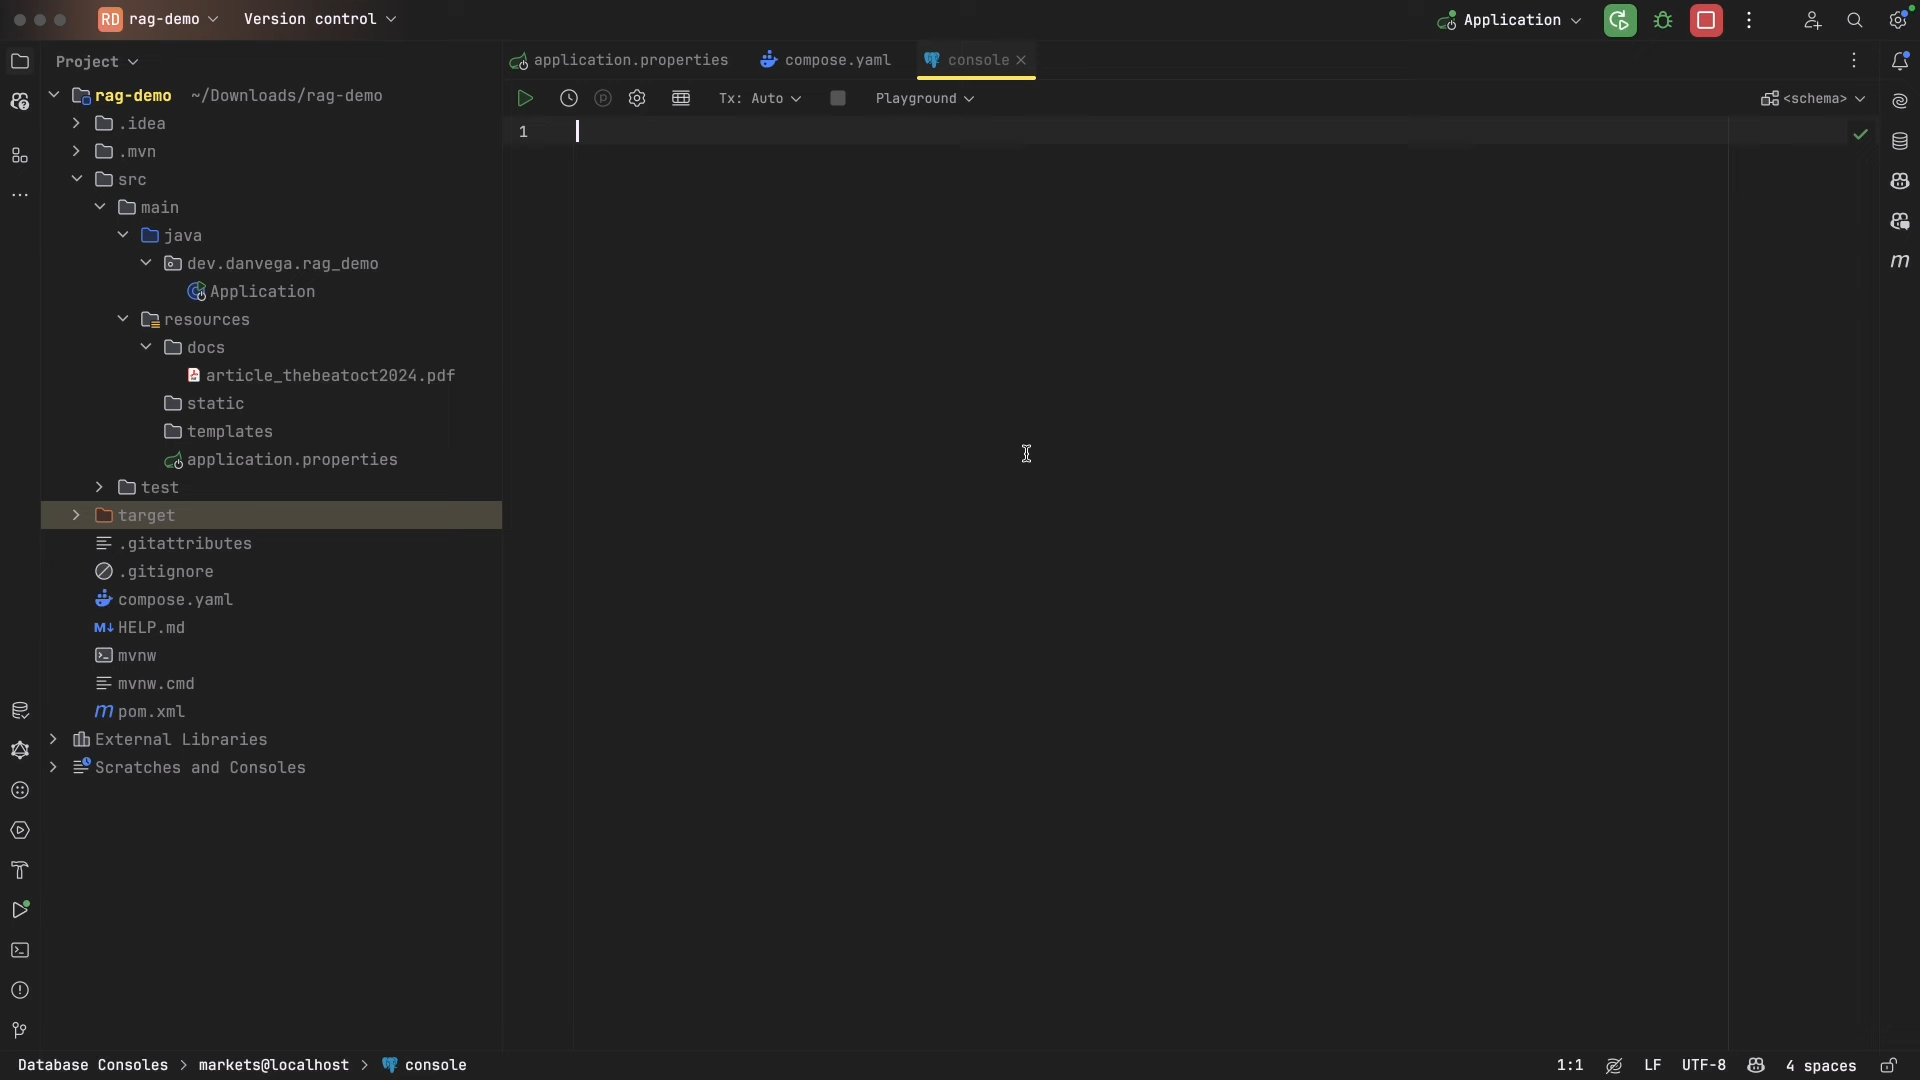 RD rag-demo Version control Application
Project
application.properties compose.yaml console
rag-demo ~/Downloads/rag-demo
Tx: Auto Playground <schema>
.idea
1
.mvn
src
main
java
dev.danvega.rag_demo
Application
resources
docs
article_thebeatoct2024.pdf
static
templates
application.properties
test
target
.gitattributes
.gitignore
compose.yaml
M↓ HELP.md
mvnw
mvnw.cmd
m pom.xml
External Libraries
Scratches and Consoles
Database Consoles > markets@localhost > console 1:1 LF UTF-8 4 spaces